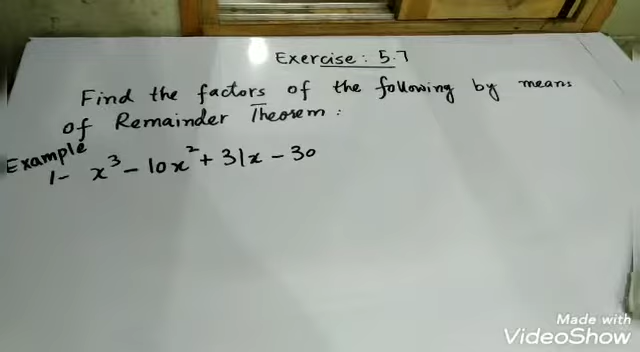 Exercise: 5.7
Find the factors of the following by means
of Remainder Theorem:
Example
1- x³ - 10x² + 31x - 30
Made with
VideoShow